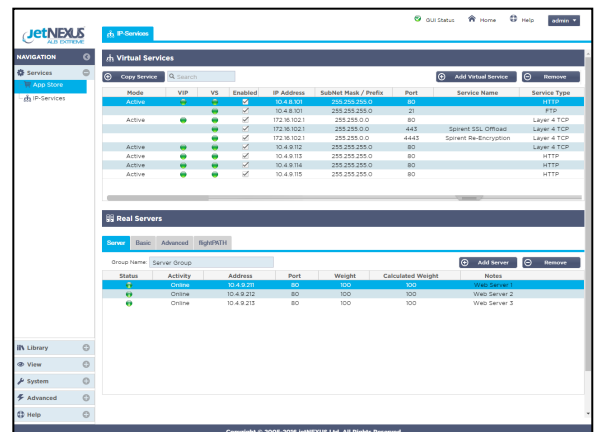 GUI Status Home Help admin
jetNEXUS
ALB EXTREME
IP-Services
NAVIGATION
Services
App Store
IP-Services
Virtual Services
Copy Service Search Add Virtual Service Remove
Mode VIP VS Enabled IP Address SubNet Mask / Prefix Port Service Name Service Type
Active 10.4.8.101 255.255.255.0 80 HTTP
10.4.8.101 255.255.255.0 21 FTP
Active 172.16.102.1 255.255.0.0 80 Layer 4 TCP
172.16.102.1 255.255.255.0 443 Spirent SSL Offload Layer 4 TCP
172.16.102.1 255.255.255.0 4443 Spirent Re-Encryption Layer 4 TCP
Active 10.4.9.112 255.255.255.0 80 Layer 4 TCP
Active 10.4.9.113 255.255.255.0 80 HTTP
Active 10.4.9.114 255.255.255.0 80 HTTP
Active 10.4.9.115 255.255.255.0 80 HTTP
Real Servers
Server Basic Advanced flightPATH
Group Name: Server Group Add Server Remove
Status Activity Address Port Weight Calculated Weight Notes
Online 10.4.9.211 80 100 100 Web Server 1
Online 10.4.9.212 80 100 100 Web Server 2
Online 10.4.9.213 80 100 100 Web Server 3
Library
View
System
Advanced
Help
Copyright © 2005-2016 jetNEXUS Ltd. All Rights Reserved.